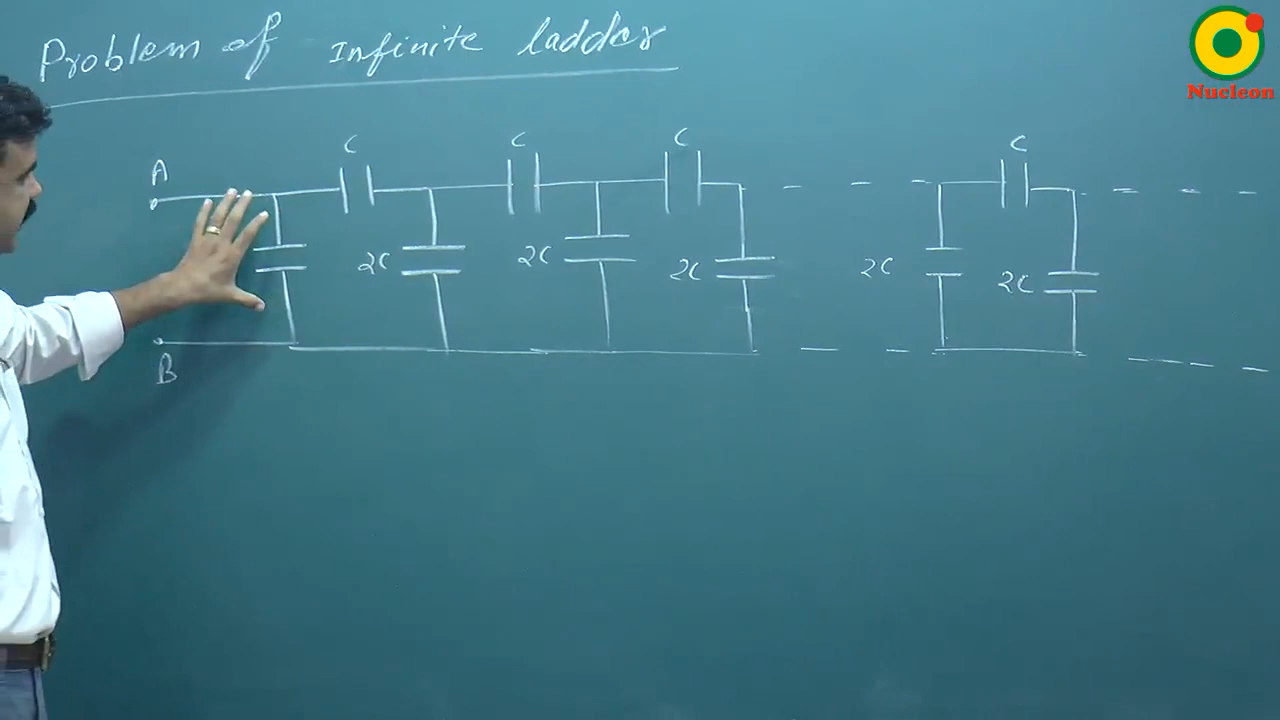 Problem of Infinite ladder
Nucleon
C C C C
A
2C 2C 2C 2C 2C
B